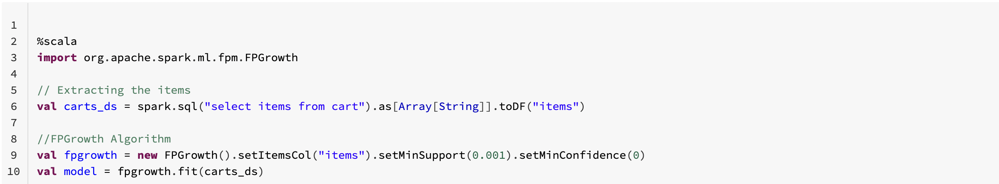 1
2 %scala
3 import org.apache.spark.ml.fpm.FPGrowth
4
5 // Extracting the items
6 val carts_ds = spark.sql("select items from cart").as[Array[String]].toDF("items")
7
8 //FPGrowth Algorithm
9 val fpgrowth = new FPGrowth().setItemsCol("items").setMinSupport(0.001).setMinConfidence(0)
10 val model = fpgrowth.fit(carts_ds)